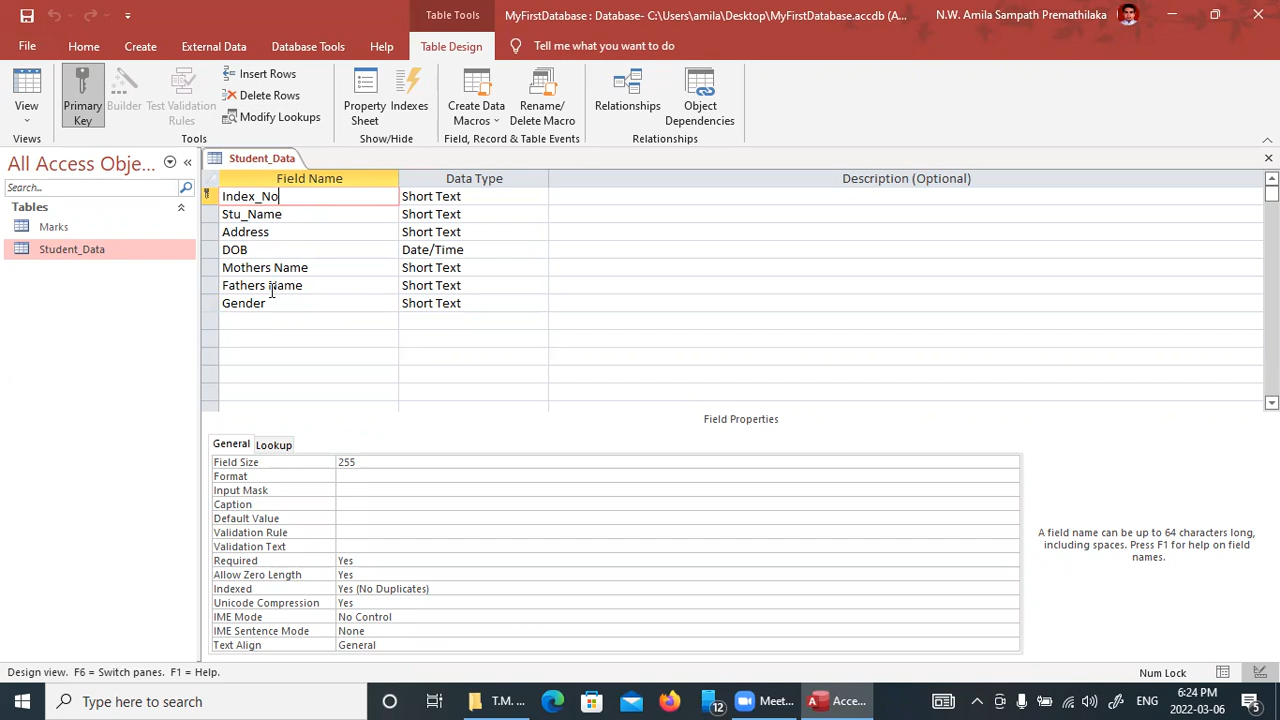 Table Tools
MyFirstDatabase : Database- C:\Users\amila\Desktop\MyFirstDatabase.accdb (A...
N.W. Amila Sampath Premathilaka
File
Home
Create
External Data
Database Tools
Help
Table Design
Tell me what you want to do
View
Primary Key
Builder
Test Validation Rules
Insert Rows
Delete Rows
Modify Lookups
Property Sheet
Indexes
Create Data Macros
Rename/ Delete Macro
Relationships
Object Dependencies
Views
Tools
Show/Hide
Field, Record & Table Events
Relationships
All Access Obje...
Search...
Tables
Marks
Student_Data
Student_Data
Field Name Data Type Description (Optional)
Index_No Short Text
Stu_Name Short Text
Address Short Text
DOB Date/Time
Mothers Name Short Text
Fathers Name Short Text
Gender Short Text
Field Properties
General Lookup
Field Size 255
Format
Input Mask
Caption
Default Value
Validation Rule
Validation Text
Required Yes
Allow Zero Length Yes
Indexed Yes (No Duplicates)
Unicode Compression Yes
IME Mode No Control
IME Sentence Mode None
Text Align General
A field name can be up to 64 characters long,
including spaces. Press F1 for help on field
names.
Design view. F6 = Switch panes. F1 = Help.
Num Lock
Type here to search
T.M. ...
12
Meet...
Acce...
ENG
6:24 PM
2022-03-06
5